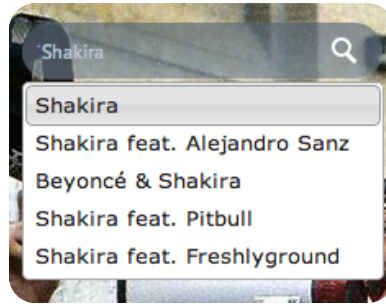 Shakira
Shakira
Shakira feat. Alejandro Sanz
Beyoncé & Shakira
Shakira feat. Pitbull
Shakira feat. Freshlyground